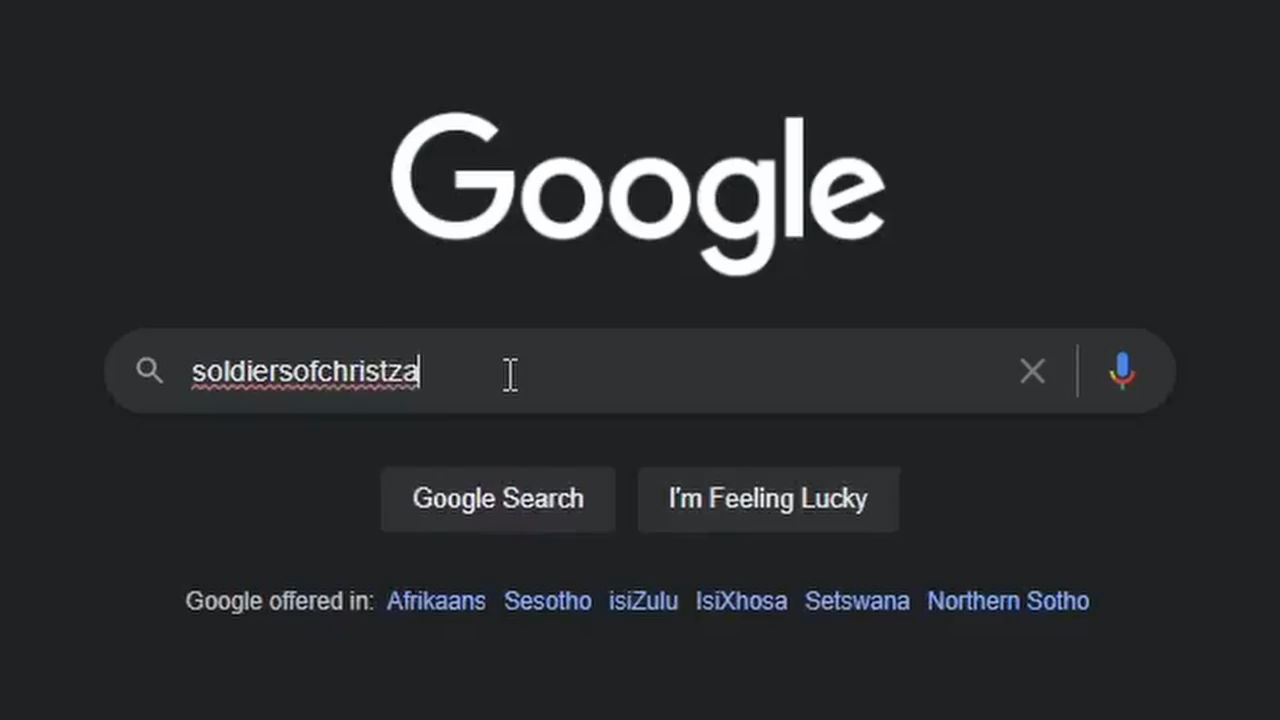 Google
soldiersofchristza
Google Search I'm Feeling Lucky
Google offered in: Afrikaans Sesotho isiZulu IsiXhosa Setswana Northern Sotho